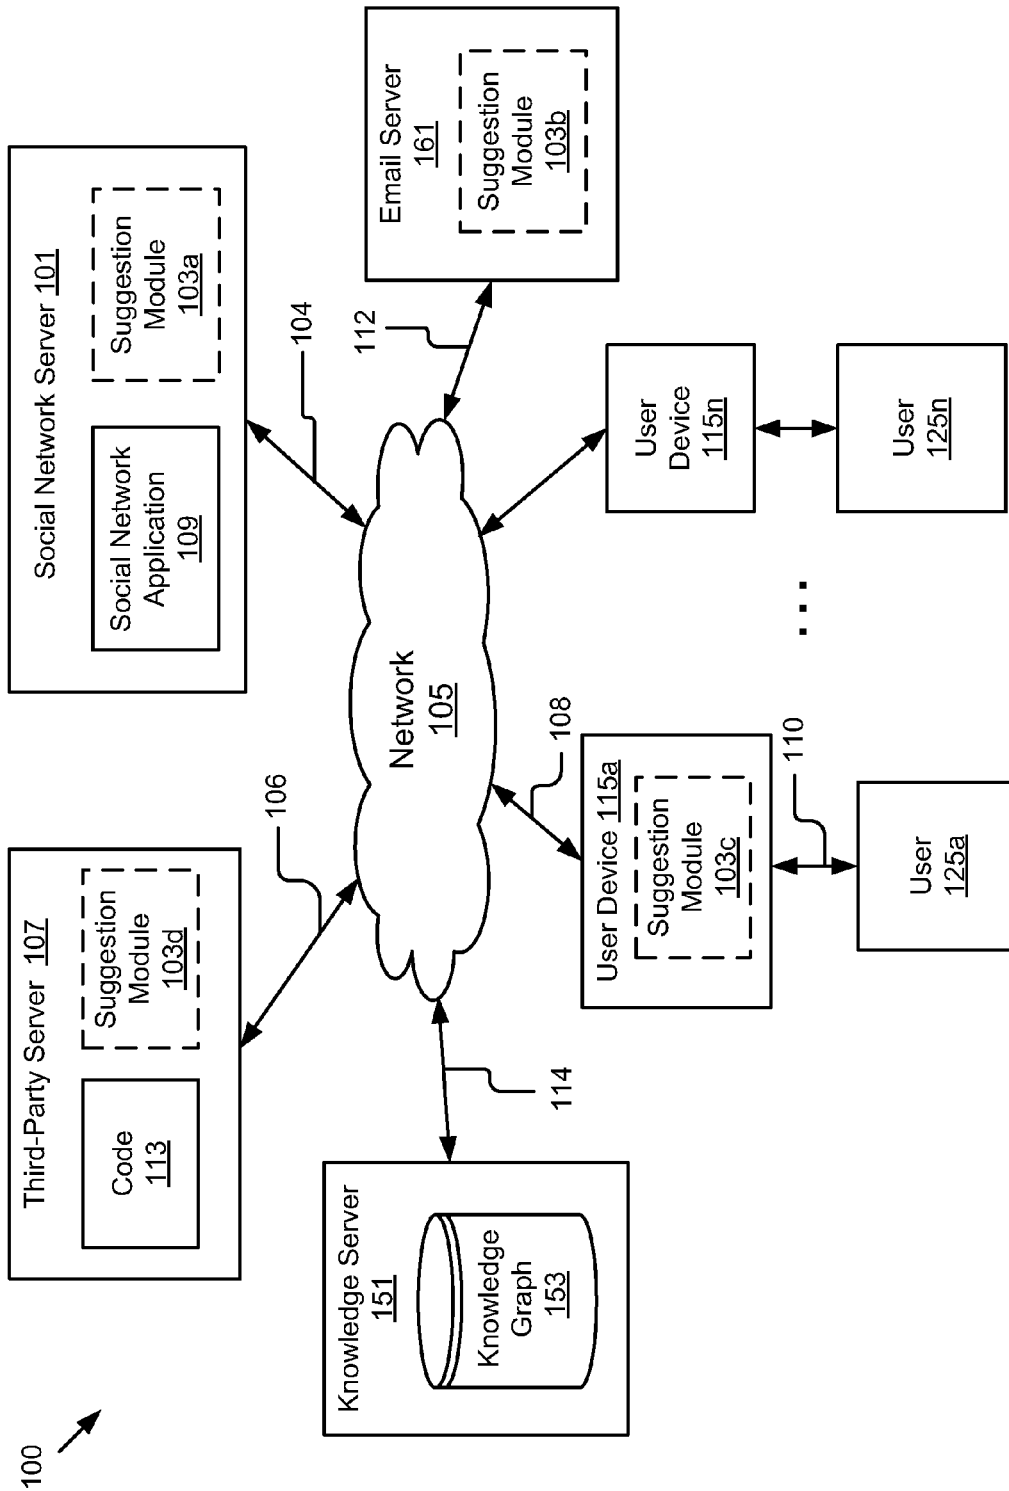 100
Third-Party Server 107
Code
113
Suggestion
Module
103d
Social Network Server 101
Social Network
Application
109
Suggestion
Module
103a
106
104
Knowledge Server
151
Knowledge
Graph
153
114
Network
105
112
Email Server
161
Suggestion
Module
103b
108
User Device 115a
Suggestion
Module
103c
110
User
125a
...
User
Device
115n
User
125n